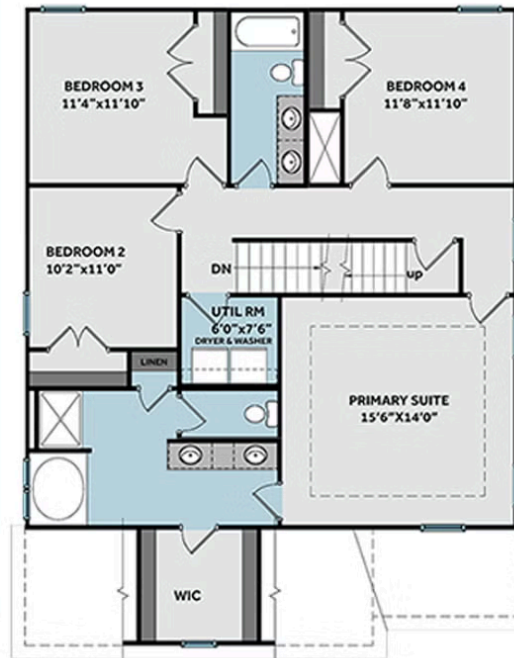 BEDROOM 3
11'4"x11'10"
BEDROOM 4
11'8"x11'10"
BEDROOM 2
10'2"x11'0"
DN
up
UTIL RM
6'0"x7'6"
DRYER & WASHER
LINEN
PRIMARY SUITE
15'6"X14'0"
WIC